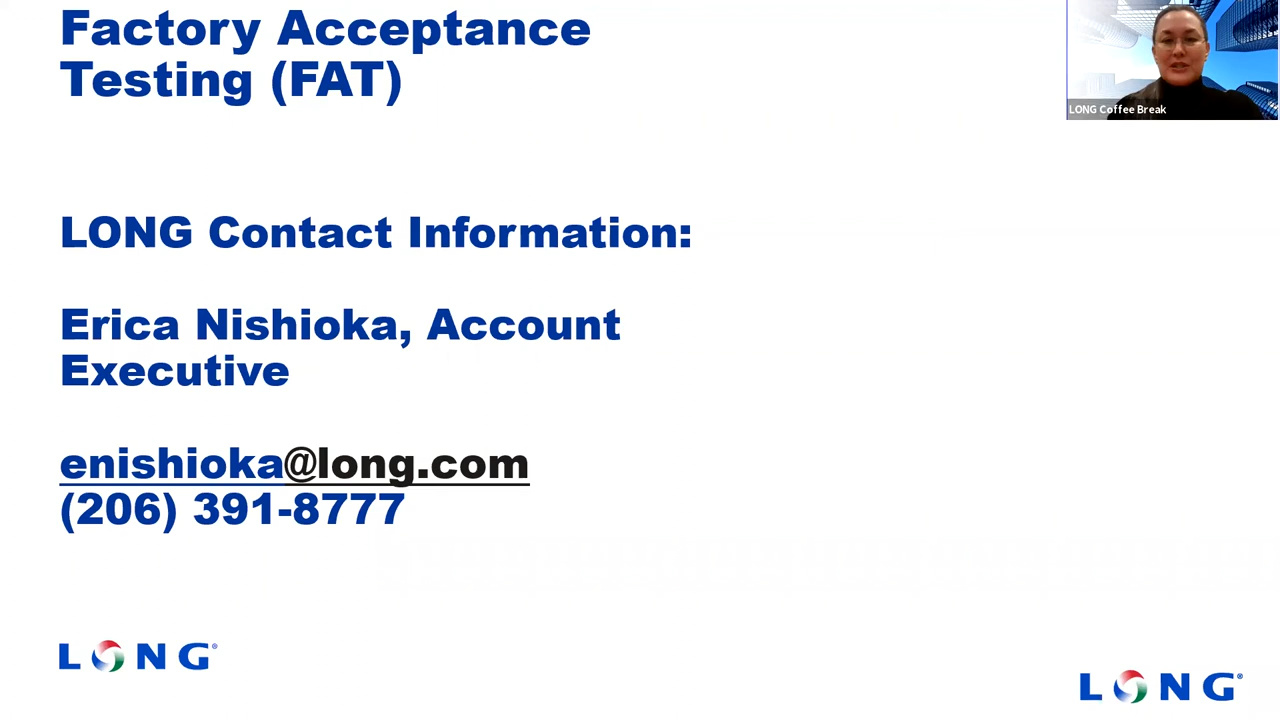 Factory Acceptance
Testing (FAT)
LONG Coffee Break
LONG Contact Information:
Erica Nishioka, Account
Executive
enishioka@long.com
(206) 391-8777
LONG®
LONG®